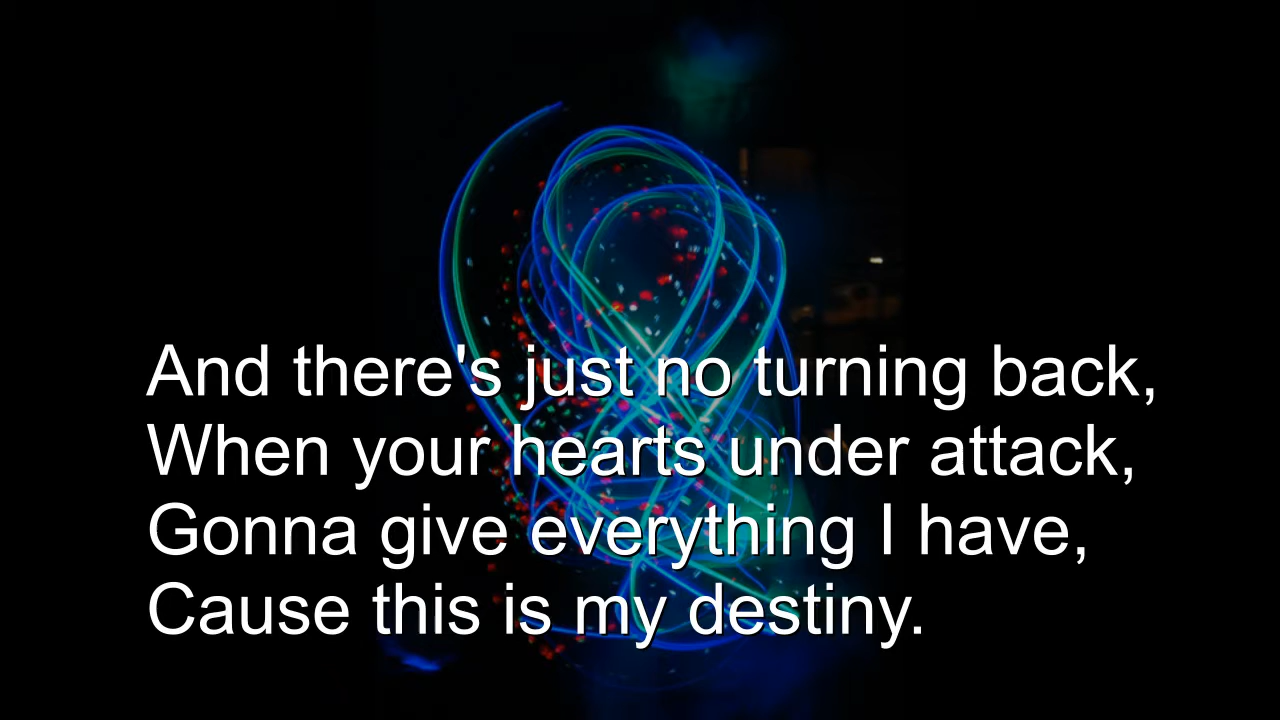 And there's just no turning back,
When your hearts under attack,
Gonna give everything I have,
Cause this is my destiny.